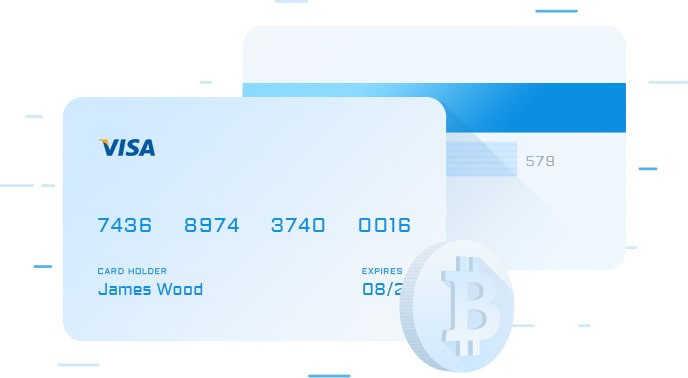 VISA
579
7436 8974 3740 0016
CARD HOLDER EXPIRES
James Wood 08/2